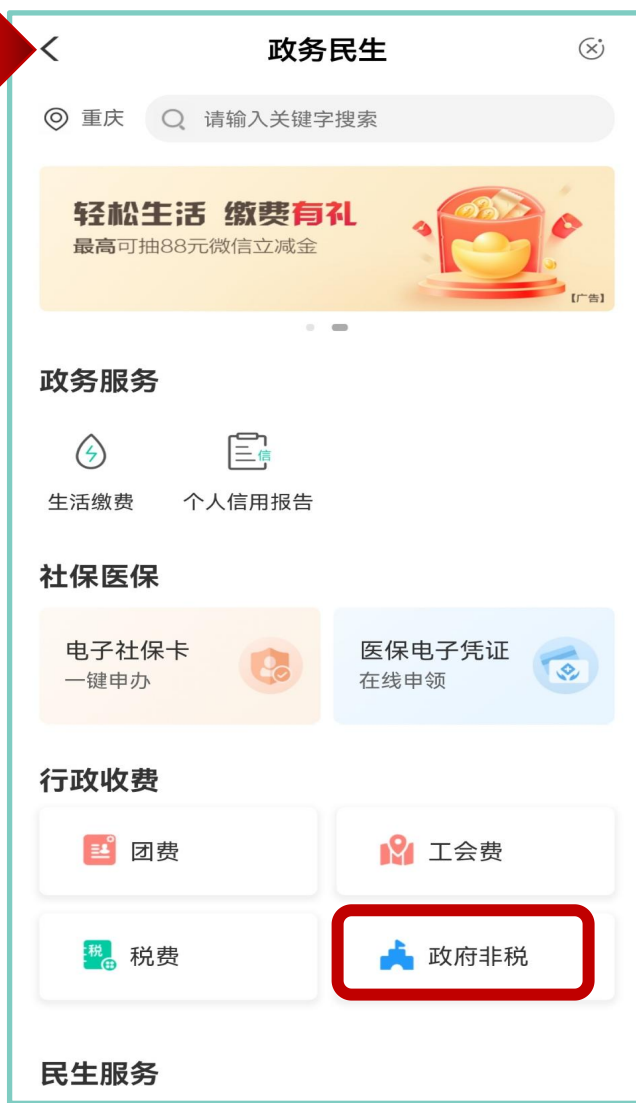 政务民生
重庆
请输入关键字搜索
轻松生活 缴费有礼
最高可抽88元微信立减金
【广告】
政务服务
信
生活缴费
个人信用报告
社保医保
电子社保卡
一键申办
医保电子凭证
在线申领
行政收费
团费
工会费
税
税费
政府非税
民生服务